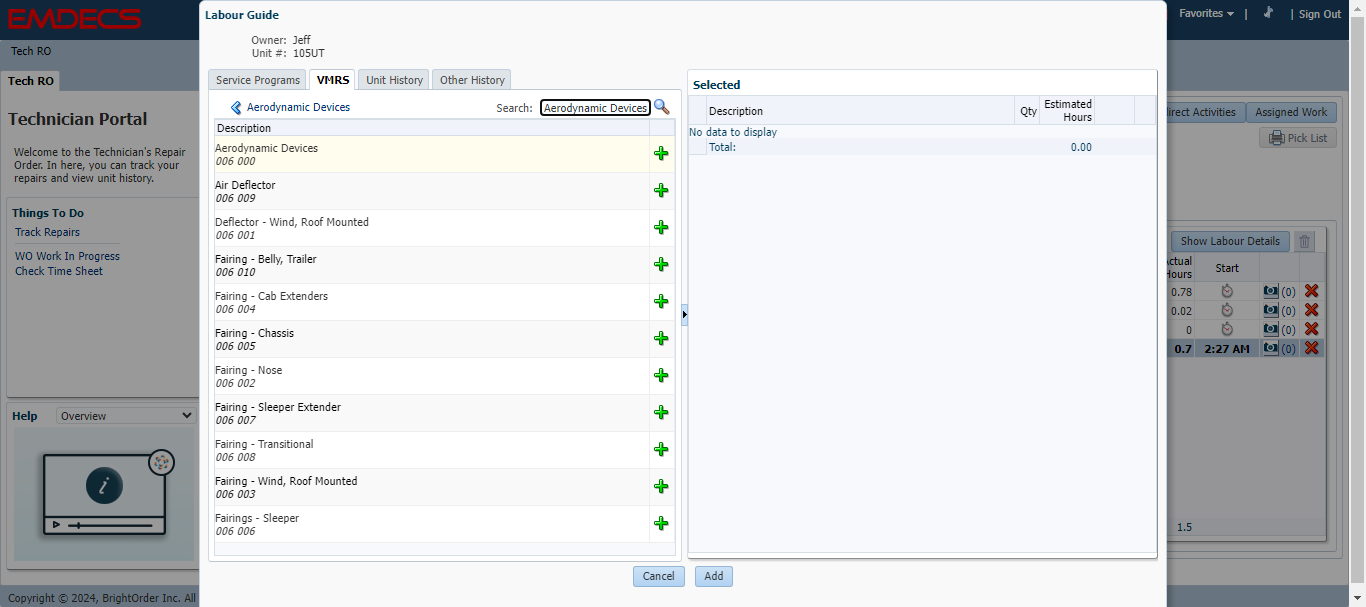 EMDECS
Favorites | | Sign Out
Tech RO
Tech RO
Technician Portal
Welcome to the Technician's Repair
Order. In here, you can track your
repairs and view unit history.
Things To Do
Track Repairs
WO Work In Progress
Check Time Sheet
Help Overview
i
Copyright © 2024, BrightOrder Inc. All
Labour Guide
Owner: Jeff
Unit #: 105UT
Service Programs VMRS Unit History Other History
Aerodynamic Devices Search: Aerodynamic Devices
Description
Aerodynamic Devices
006 000
Air Deflector
006 009
Deflector - Wind, Roof Mounted
006 001
Fairing - Belly, Trailer
006 010
Fairing - Cab Extenders
006 004
Fairing - Chassis
006 005
Fairing - Nose
006 002
Fairing - Sleeper Extender
006 007
Fairing - Transitional
006 008
Fairing - Wind, Roof Mounted
006 003
Fairings - Sleeper
006 006
Selected
Description Qty Estimated
Hours
No data to display
Total: 0.00
Cancel Add
Activities Assigned Work
Pick List
Show Labour Details
Start
0.78 (0)
0.02 (0)
0 (0)
0.7 2:27 AM (0)
1.5